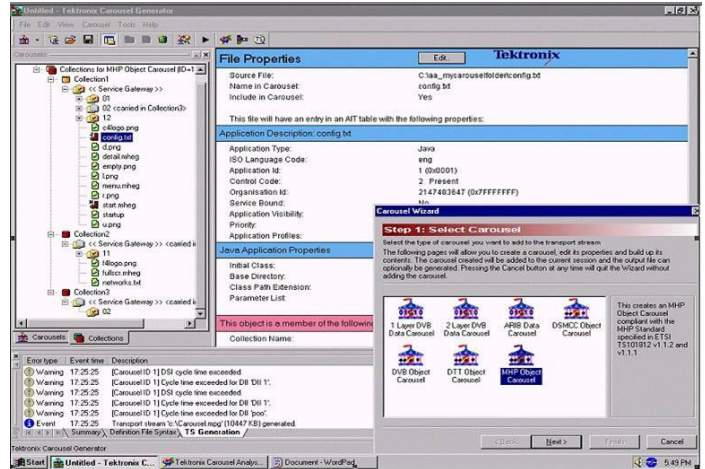 Untitled - Tektronix Carousel Generator
File Edit View Carousel Tools Help
Carousels
Collections for MHP Object Carousel (ID=1
Collection1
<< Service Gateway >>
01
02 <carried in Collection3>
12
c4logo.png
config.txt
d.png
detail.mheg
empty.png
l.png
menu.mheg
r.png
start.mheg
startup
u.png
Collection2
<< Service Gateway >> <carried i
11
f4logo.png
fullscr.mheg
networks.txt
Collection3
<< Service Gateway >> <carried i
02
Carousels Collections
File Properties
Edit..
Tektronix
Source File: C:\aa_mycarouselfolder\config.txt
Name in Carousel: config.txt
Include in Carousel: Yes
This file will have an entry in an AIT table with the following properties:
Application Description: config.txt
Application Type: Java
ISO Language Code: eng
Application Id: 1 (0x0001)
Control Code: 2 Present
Organisation Id: 2147483647 (0x7FFFFFFF)
Service Bound: No
Application Visibility:
Priority:
Application Profiles:
Java Application Properties
Initial Class:
Base Directory:
Class Path Extension:
Parameter List:
This object is a member of the following
Collection Name:
Carousel Wizard
Step 1: Select Carousel
Select the type of carousel you want to add to the transport stream
The following pages will allow you to create a carousel, edit its properties and build up its
contents. The carousel created will be added to the current session and the output file can
optionally be generated. Pressing the Cancel button at any time will quit the Wizard without
adding the carousel.
1 Layer DVB Data Carousel
2 Layer DVB Data Carousel
ARIB Data Carousel
DSMCC Object Carousel
DVB Object Carousel
DTT Object Carousel
MHP Object Carousel
This creates an MHP
Object Carousel
compliant with the
MHP Standard
specified in ETSI
TS101812 v1.1.2 and
v1.1.1
< Back Next > Finish Cancel
Error type Event time Description
Warning 17:25:25 [Carousel ID 1] DSI cycle time exceeded.
Warning 17:25:25 [Carousel ID 1] Cycle time exceeded for DII 'DII 1'.
Warning 17:25:25 [Carousel ID 1] DSI cycle time exceeded.
Warning 17:25:25 [Carousel ID 1] Cycle time exceeded for DII 'DII 1'.
Warning 17:25:25 [Carousel ID 1] Cycle time exceeded for DII 'poo'.
Event 17:25:25 Transport stream 'c:\Carousel.mpg' (10447 KB) generated.
Summary Definition File Syntax TS Generation
Tektronix Carousel Generator
Start Untitled - Tektronix C... Tektronix Carousel Analys... Document - WordPad 5:49 PM